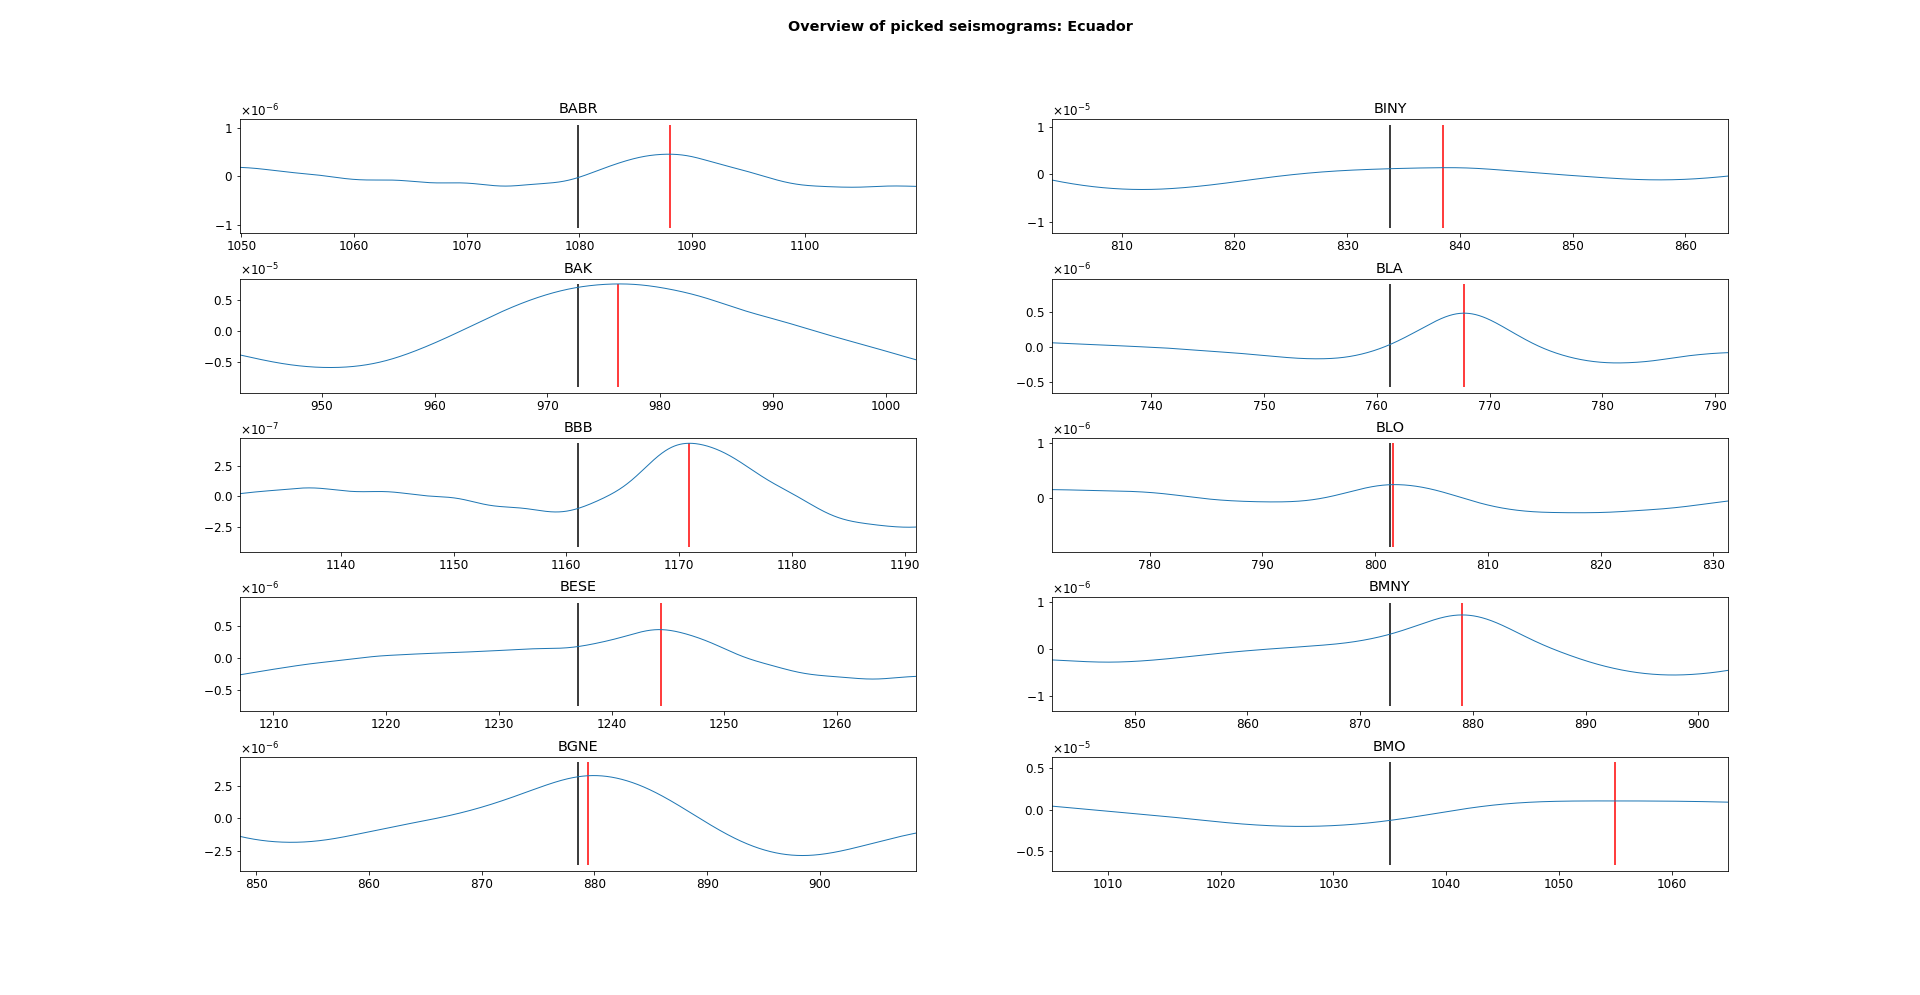 Overview of picked seismograms: Ecuador
BABR
×10⁻⁶
1
0
−1
1050 1060 1070 1080 1090 1100
BINY
×10⁻⁵
1
0
−1
810 820 830 840 850 860
BAK
×10⁻⁵
0.5
0.0
−0.5
950 960 970 980 990 1000
BLA
×10⁻⁶
0.5
0.0
−0.5
740 750 760 770 780 790
BBB
×10⁻⁷
2.5
0.0
−2.5
1140 1150 1160 1170 1180 1190
BLO
×10⁻⁶
1
0
780 790 800 810 820 830
BESE
×10⁻⁶
0.5
0.0
−0.5
1210 1220 1230 1240 1250 1260
BMNY
×10⁻⁶
1
0
−1
850 860 870 880 890 900
BGNE
×10⁻⁶
2.5
0.0
−2.5
850 860 870 880 890 900
BMO
×10⁻⁵
0.5
0.0
−0.5
1010 1020 1030 1040 1050 1060